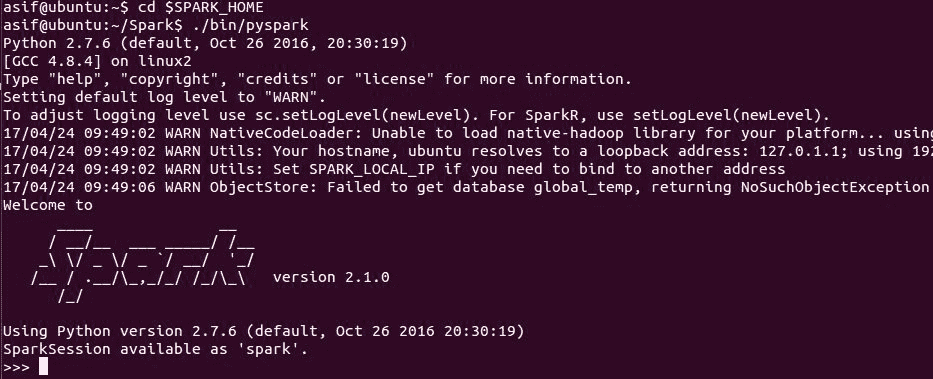 asif@ubuntu:~$ cd $SPARK_HOME
asif@ubuntu:~/Spark$ ./bin/pyspark
Python 2.7.6 (default, Oct 26 2016, 20:30:19)
[GCC 4.8.4] on linux2
Type "help", "copyright", "credits" or "license" for more information.
Setting default log level to "WARN".
To adjust logging level use sc.setLogLevel(newLevel). For SparkR, use setLogLevel(newLevel).
17/04/24 09:49:02 WARN NativeCodeLoader: Unable to load native-hadoop library for your platform... using
17/04/24 09:49:02 WARN Utils: Your hostname, ubuntu resolves to a loopback address: 127.0.1.1; using 192
17/04/24 09:49:02 WARN Utils: Set SPARK_LOCAL_IP if you need to bind to another address
17/04/24 09:49:06 WARN ObjectStore: Failed to get database global_temp, returning NoSuchObjectException
Welcome to
      ____              __
     / __/__  ___ _____/ /__
    _\ \/ _ \/ _ `/ __/  '_/
   /__ / .__/\_,_/_/ /_/\_\   version 2.1.0
      /_/
Using Python version 2.7.6 (default, Oct 26 2016 20:30:19)
SparkSession available as 'spark'.
>>>